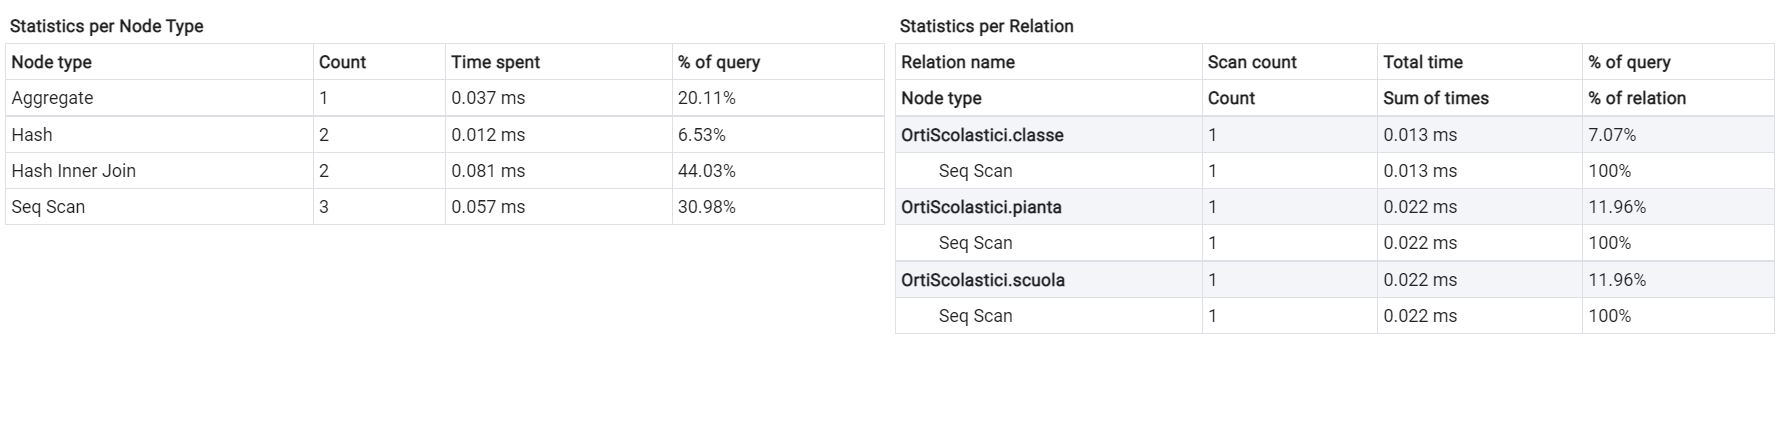 Statistics per Node Type
Node type Count Time spent % of query
Aggregate 1 0.037 ms 20.11%
Hash 2 0.012 ms 6.53%
Hash Inner Join 2 0.081 ms 44.03%
Seq Scan 3 0.057 ms 30.98%
Statistics per Relation
Relation name Scan count Total time % of query
Node type Count Sum of times % of relation
OrtiScolastici.classe 1 0.013 ms 7.07%
Seq Scan 1 0.013 ms 100%
OrtiScolastici.pianta 1 0.022 ms 11.96%
Seq Scan 1 0.022 ms 100%
OrtiScolastici.scuola 1 0.022 ms 11.96%
Seq Scan 1 0.022 ms 100%